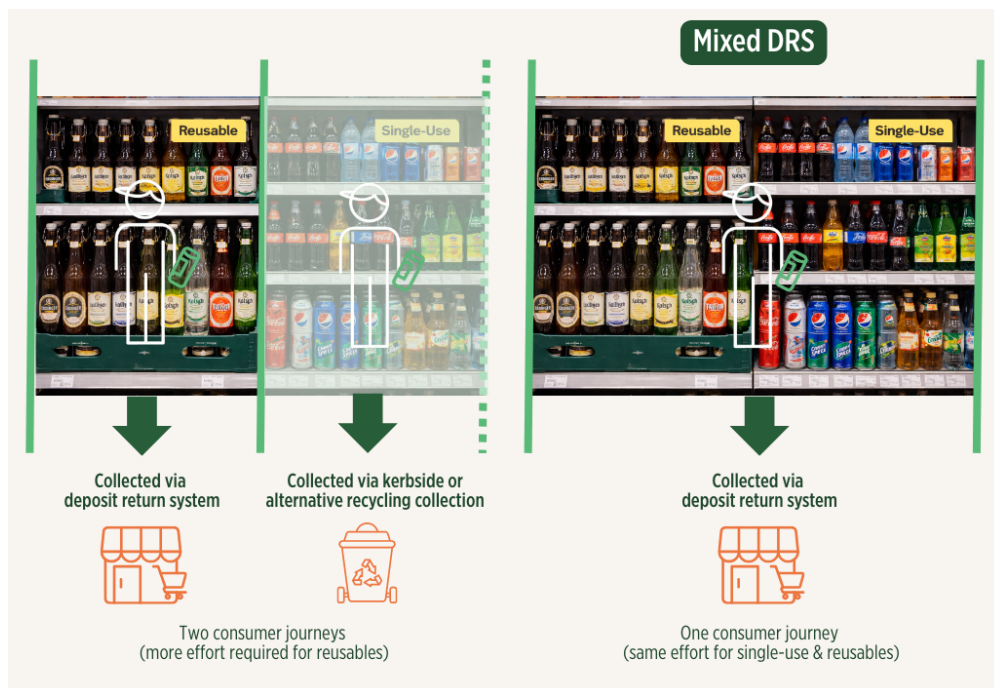 Mixed DRS
Reusable
Single-Use
Reusable
Single-Use
Collected via
deposit return system
Collected via kerbside or
alternative recycling collection
Collected via
deposit return system
Two consumer journeys
(more effort required for reusables)
One consumer journey
(same effort for single-use & reusables)